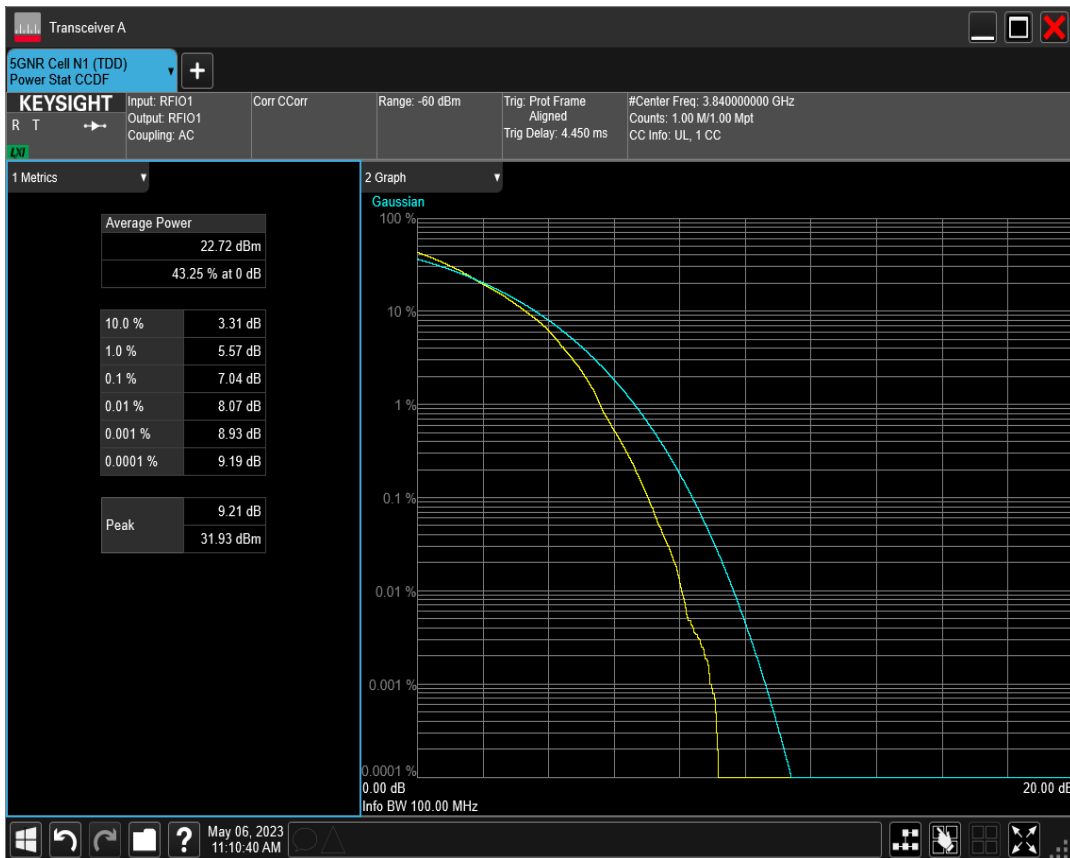 Transceiver A
5GNR Cell N1 (TDD)
Power Stat CCDF
KEYSIGHT
R T
LXI
Input: RFIO1
Output: RFIO1
Coupling: AC
Corr CCorr
Range: -60 dBm
Trig: Prot Frame
Aligned
Trig Delay: 4.450 ms
#Center Freq: 3.840000000 GHz
Counts: 1.00 M/1.00 Mpt
CC Info: UL, 1 CC
1 Metrics
Average Power
22.72 dBm
43.25 % at 0 dB
10.0 % 3.31 dB
1.0 % 5.57 dB
0.1 % 7.04 dB
0.01 % 8.07 dB
0.001 % 8.93 dB
0.0001 % 9.19 dB
Peak 9.21 dB
31.93 dBm
2 Graph
Gaussian
100 %
10 %
1 %
0.1 %
0.01 %
0.001 %
0.0001 %
0.00 dB 20.00 dB
Info BW 100.00 MHz
?
May 06, 2023
11:10:40 AM